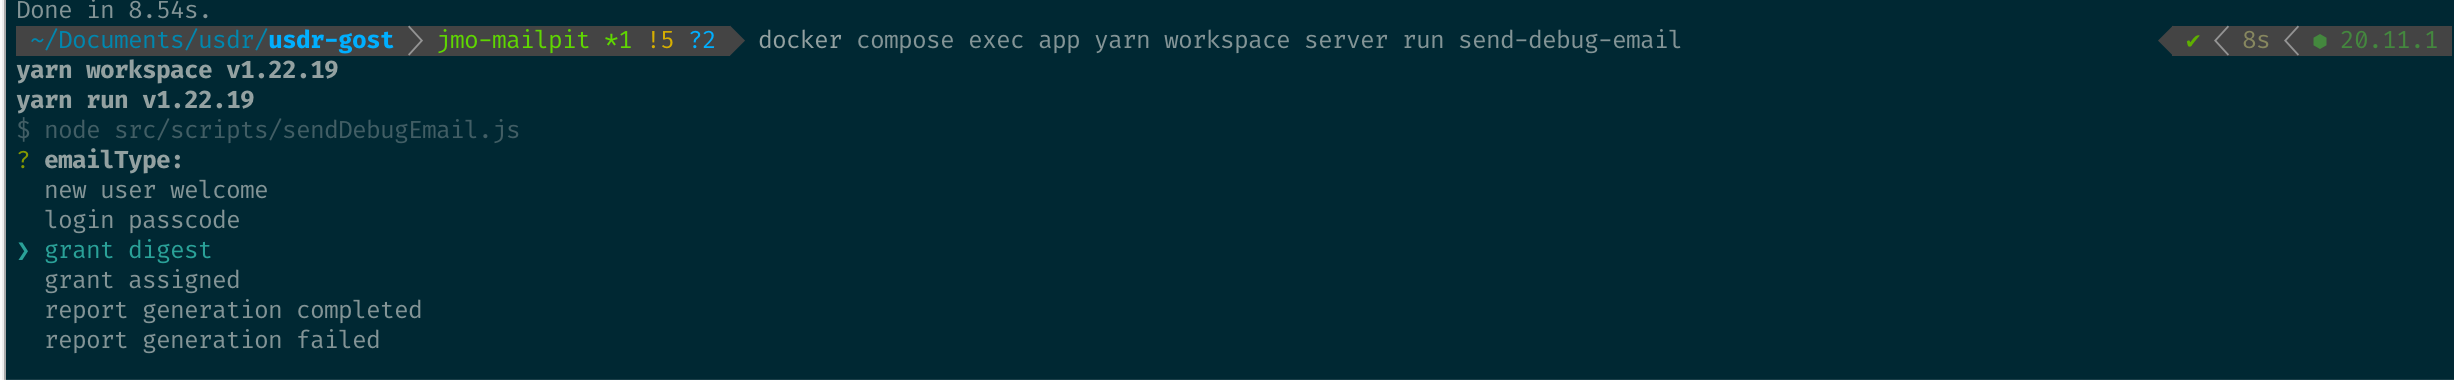 Done in 8.54s.
~/Documents/usdr/usdr-gost jmo-mailpit *1 !5 ?2 docker compose exec app yarn workspace server run send-debug-email ✔ 8s ⬢ 20.11.1
yarn workspace v1.22.19
yarn run v1.22.19
$ node src/scripts/sendDebugEmail.js
? emailType:
new user welcome
login passcode
❯ grant digest
grant assigned
report generation completed
report generation failed